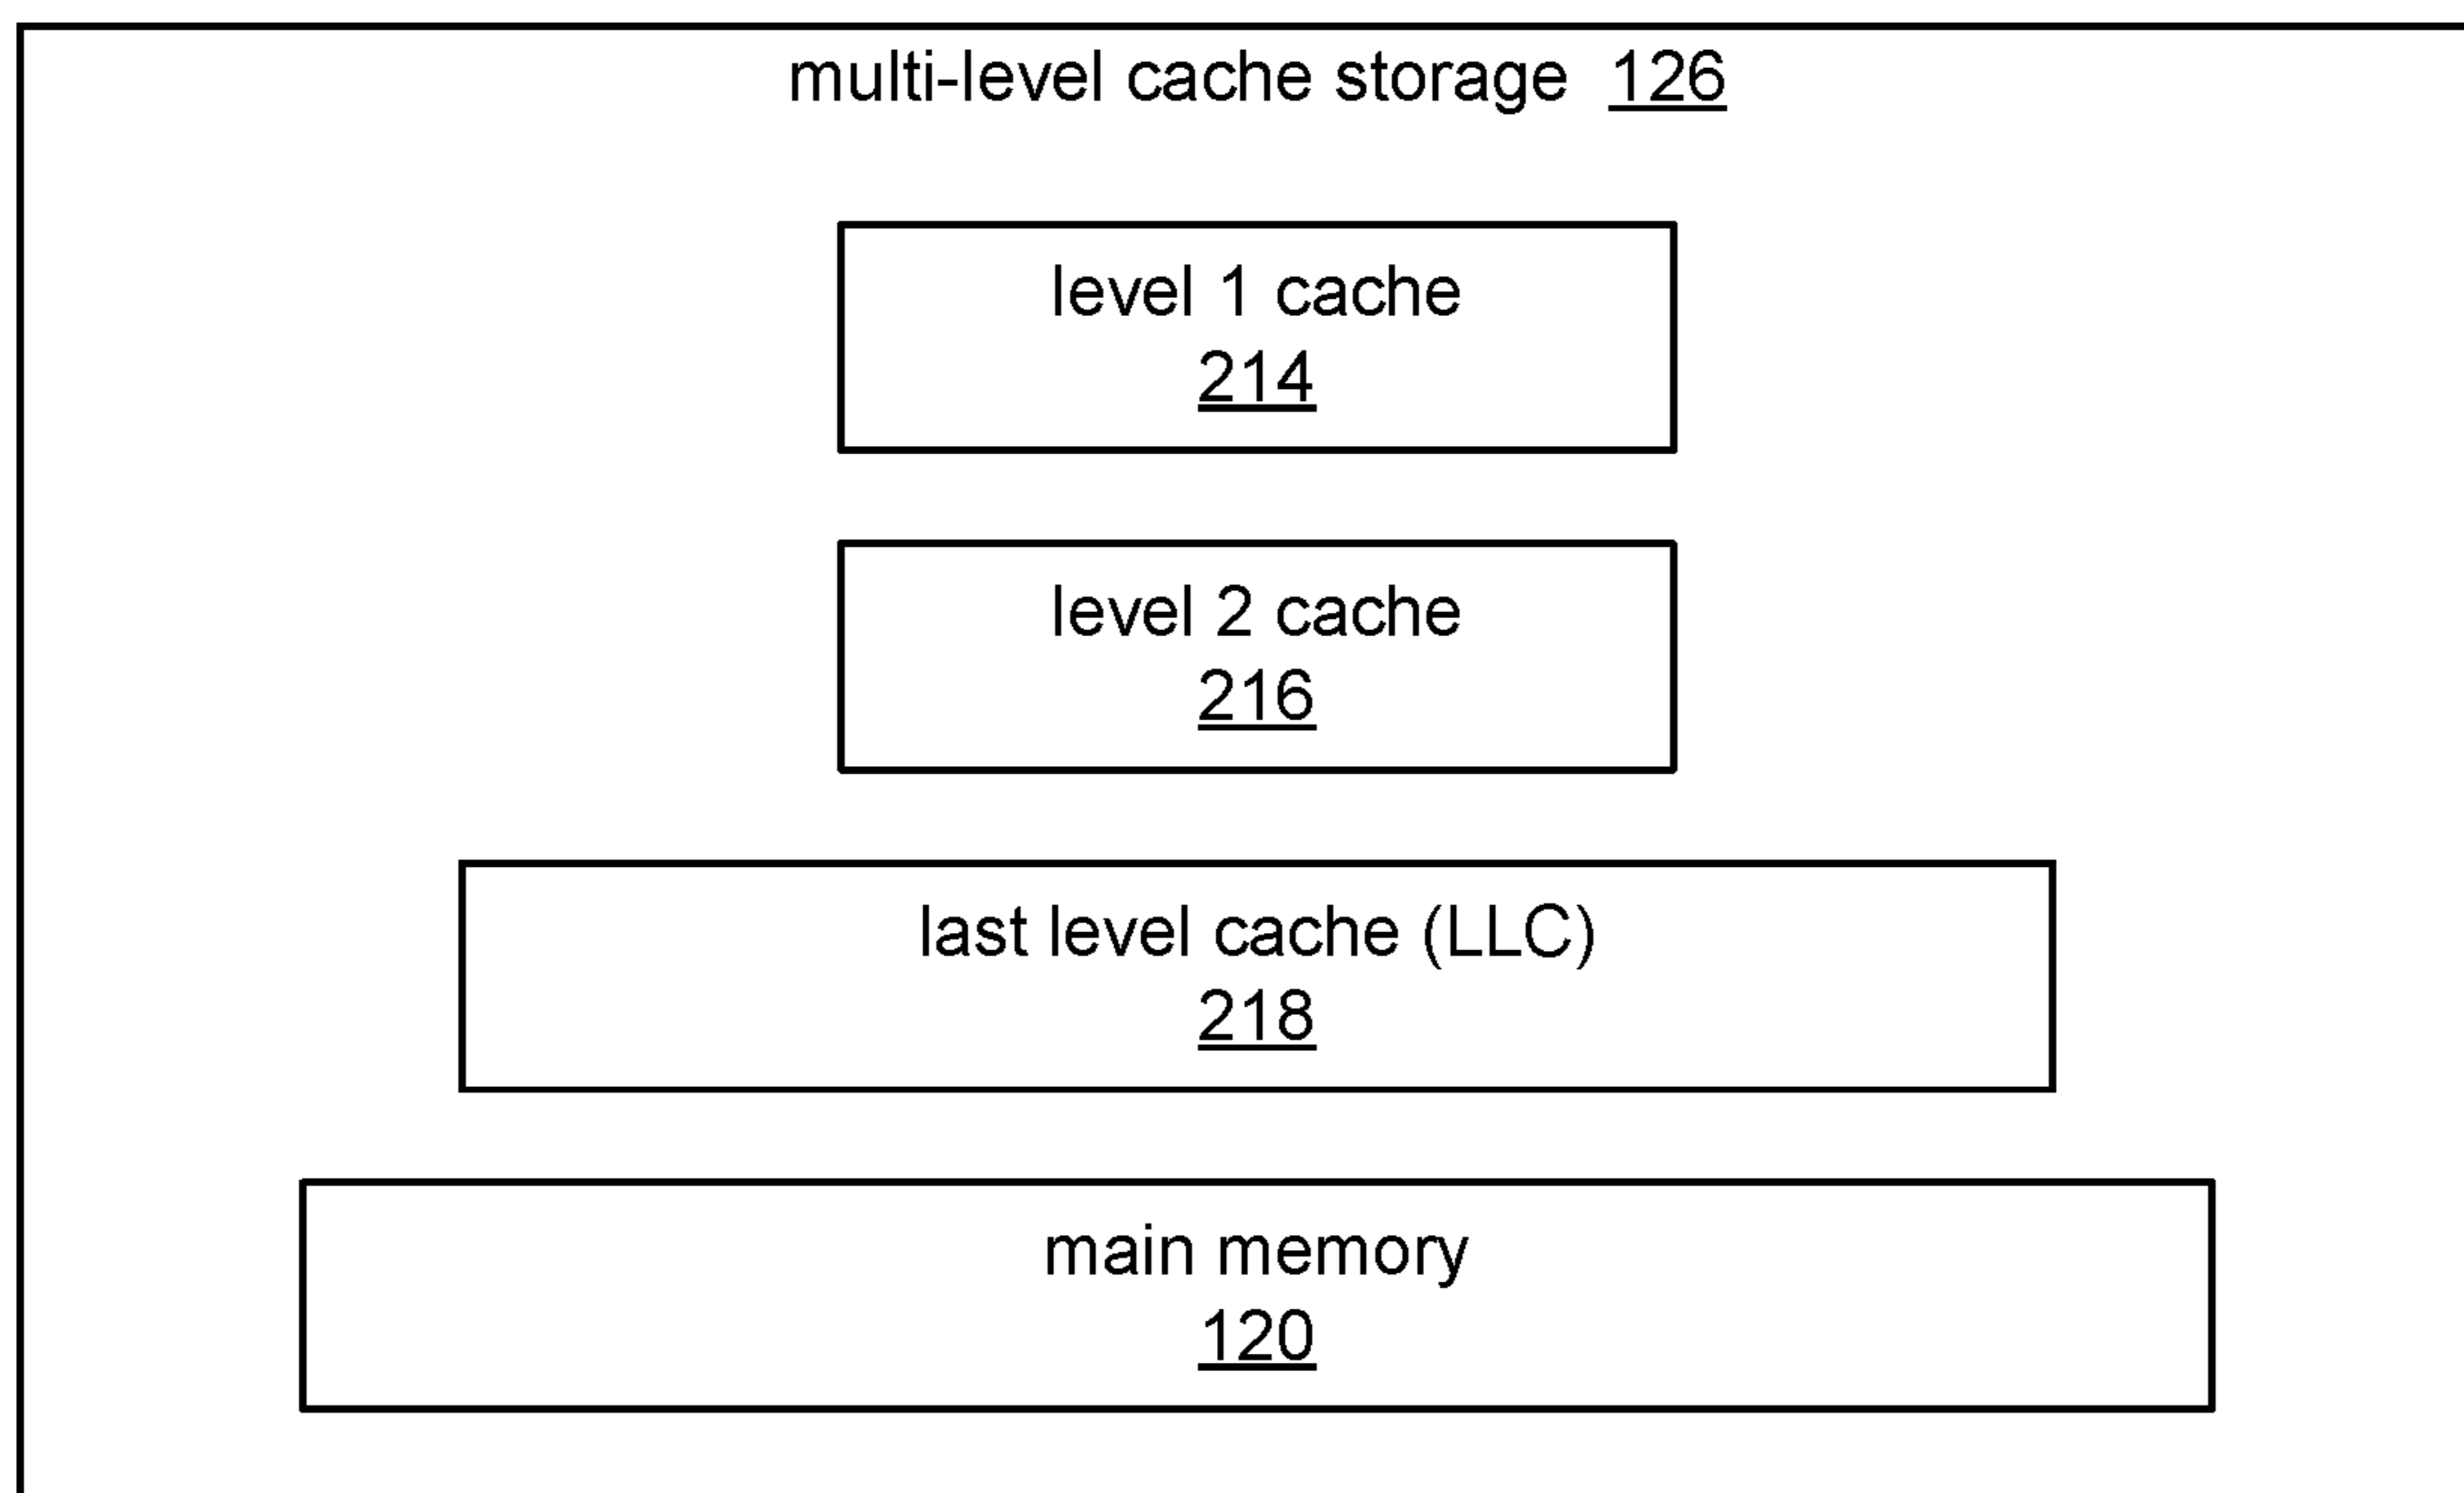 multi-level cache storage 126
level 1 cache
214
level 2 cache
216
last level cache (LLC)
218
main memory
120